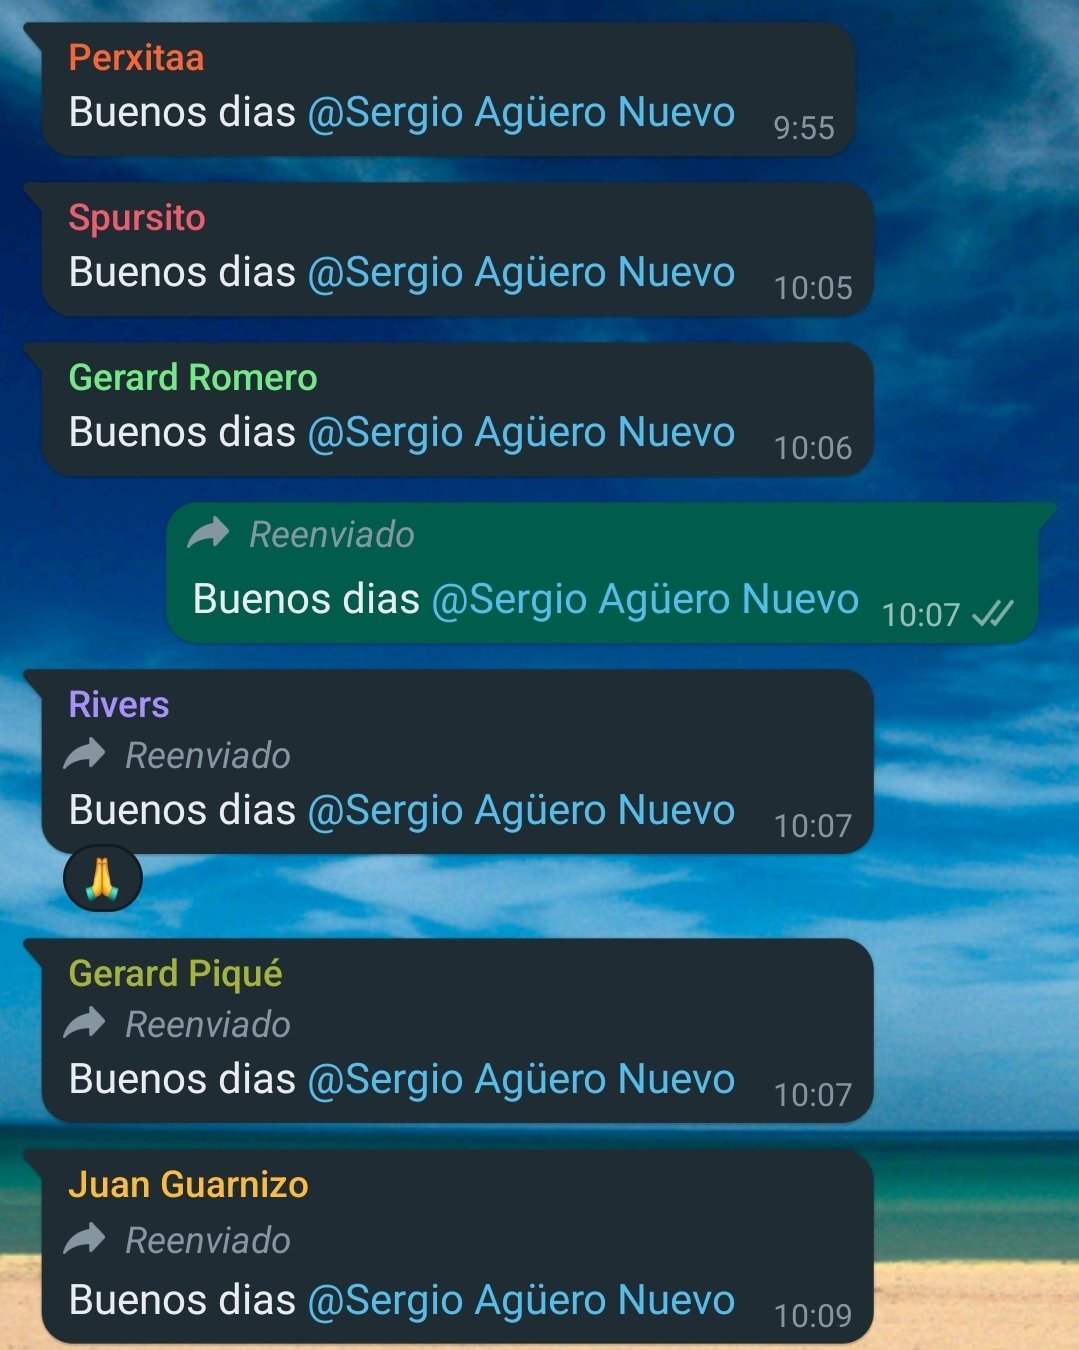 Perxitaa
Buenos dias @Sergio Agüero Nuevo 9:55
Spursito
Buenos dias @Sergio Agüero Nuevo 10:05
Gerard Romero
Buenos dias @Sergio Agüero Nuevo 10:06
Reenviado
Buenos dias @Sergio Agüero Nuevo 10:07
Rivers
Reenviado
Buenos dias @Sergio Agüero Nuevo 10:07
Gerard Piqué
Reenviado
Buenos dias @Sergio Agüero Nuevo 10:07
Juan Guarnizo
Reenviado
Buenos dias @Sergio Agüero Nuevo 10:09